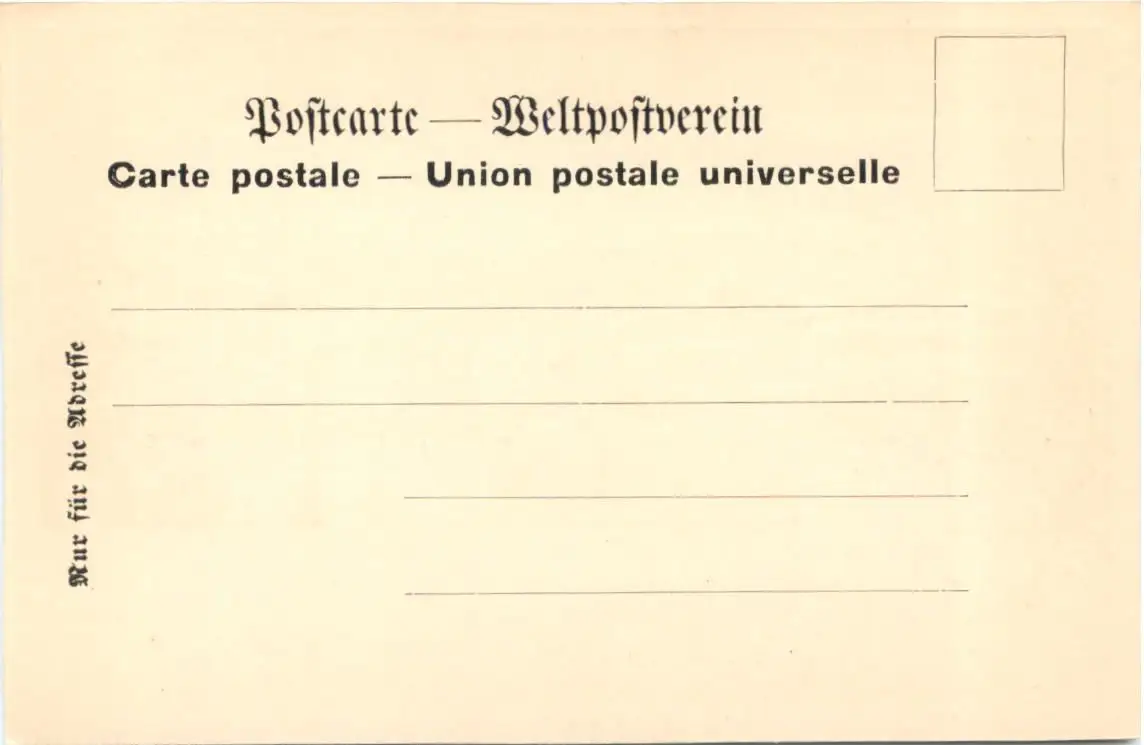 Postcarte — Weltpostverein
Carte postale — Union postale universelle
Nur für die Adresse